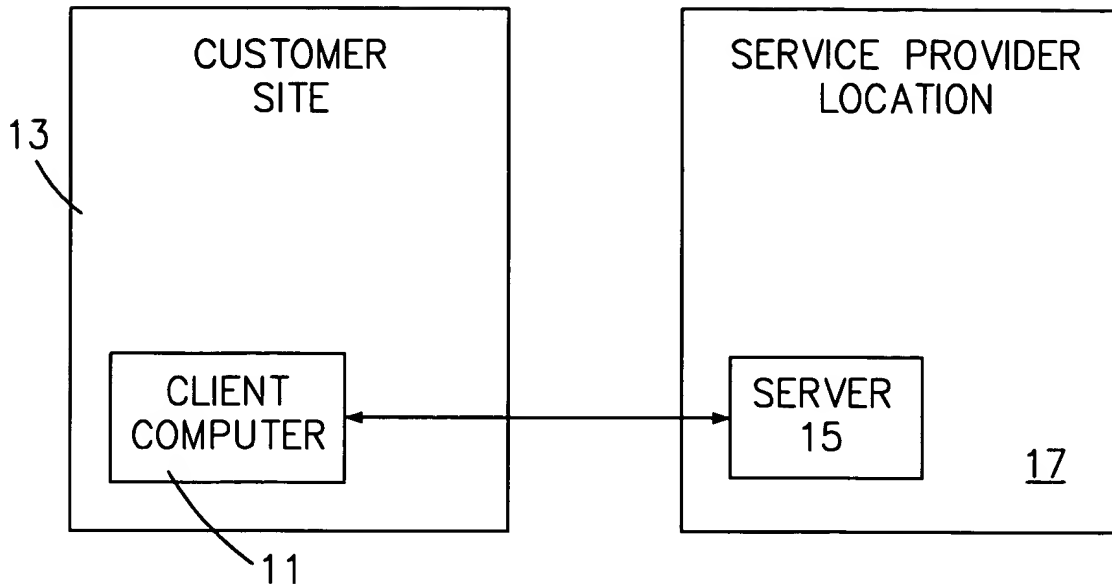 CUSTOMER
SITE
13
CLIENT
COMPUTER
11
SERVICE PROVIDER
LOCATION
SERVER
15
17